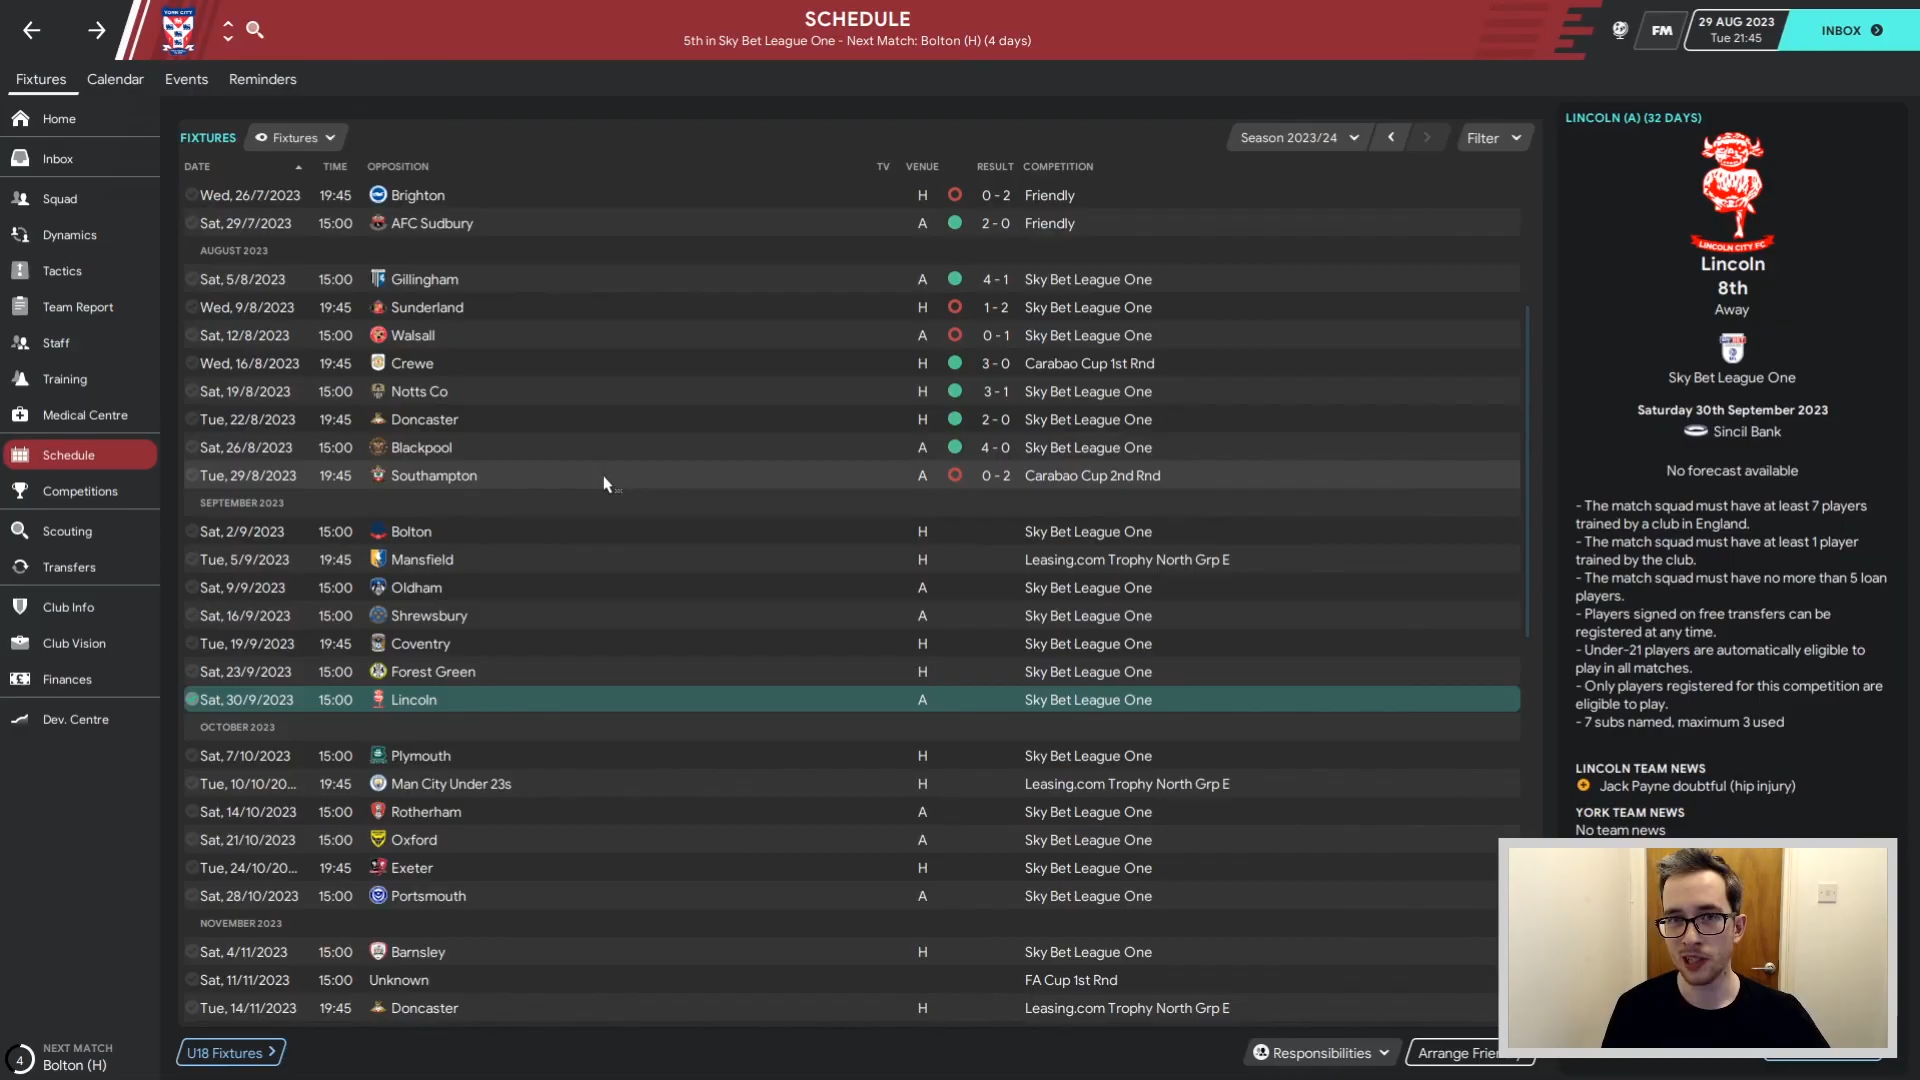 YORK CITY
SCHEDULE
5th in Sky Bet League One - Next Match: Bolton (H) (4 days)
FM
29 AUG 2023
Tue 21:45
INBOX
Fixtures Calendar Events Reminders
Home
Inbox
Squad
Dynamics
Tactics
Team Report
Staff
Training
Medical Centre
Schedule
Competitions
Scouting
Transfers
Club Info
Club Vision
Finances
Dev. Centre
NEXT MATCH
4 Bolton (H)
FIXTURES Fixtures Season 2023/24 Filter
DATE TIME OPPOSITION TV VENUE RESULT COMPETITION
Wed, 26/7/2023 19:45 Brighton H 0 - 2 Friendly
Sat, 29/7/2023 15:00 AFC Sudbury A 2 - 0 Friendly
AUGUST 2023
Sat, 5/8/2023 15:00 Gillingham A 4 - 1 Sky Bet League One
Wed, 9/8/2023 19:45 Sunderland H 1 - 2 Sky Bet League One
Sat, 12/8/2023 15:00 Walsall A 0 - 1 Sky Bet League One
Wed, 16/8/2023 19:45 Crewe H 3 - 0 Carabao Cup 1st Rnd
Sat, 19/8/2023 15:00 Notts Co H 3 - 1 Sky Bet League One
Tue, 22/8/2023 19:45 Doncaster H 2 - 0 Sky Bet League One
Sat, 26/8/2023 15:00 Blackpool A 4 - 0 Sky Bet League One
Tue, 29/8/2023 19:45 Southampton A 0 - 2 Carabao Cup 2nd Rnd
SEPTEMBER 2023
Sat, 2/9/2023 15:00 Bolton H Sky Bet League One
Tue, 5/9/2023 19:45 Mansfield H Leasing.com Trophy North Grp E
Sat, 9/9/2023 15:00 Oldham A Sky Bet League One
Sat, 16/9/2023 15:00 Shrewsbury A Sky Bet League One
Tue, 19/9/2023 19:45 Coventry H Sky Bet League One
Sat, 23/9/2023 15:00 Forest Green H Sky Bet League One
Sat, 30/9/2023 15:00 Lincoln A Sky Bet League One
OCTOBER 2023
Sat, 7/10/2023 15:00 Plymouth H Sky Bet League One
Tue, 10/10/20... 19:45 Man City Under 23s H Leasing.com Trophy North Grp E
Sat, 14/10/2023 15:00 Rotherham A Sky Bet League One
Sat, 21/10/2023 15:00 Oxford A Sky Bet League One
Tue, 24/10/20... 19:45 Exeter H Sky Bet League One
Sat, 28/10/2023 15:00 Portsmouth A Sky Bet League One
NOVEMBER 2023
Sat, 4/11/2023 15:00 Barnsley H Sky Bet League One
Sat, 11/11/2023 15:00 Unknown FA Cup 1st Rnd
Tue, 14/11/2023 19:45 Doncaster H Leasing.com Trophy North Grp E
U18 Fixtures
Responsibilities
Arrange Frien
LINCOLN (A) (32 DAYS)
LINCOLN CITY FC
Lincoln
8th
Away
Sky Bet League One
Saturday 30th September 2023
Sincil Bank
No forecast available
- The match squad must have at least 7 players
trained by a club in England.
- The match squad must have at least 1 player
trained by the club.
- The match squad must have no more than 5 loan
players.
- Players signed on free transfers can be
registered at any time.
- Under-21 players are automatically eligible to
play in all matches.
- Only players registered for this competition are
eligible to play.
- 7 subs named, maximum 3 used
LINCOLN TEAM NEWS
Jack Payne doubtful (hip injury)
YORK TEAM NEWS
No team news